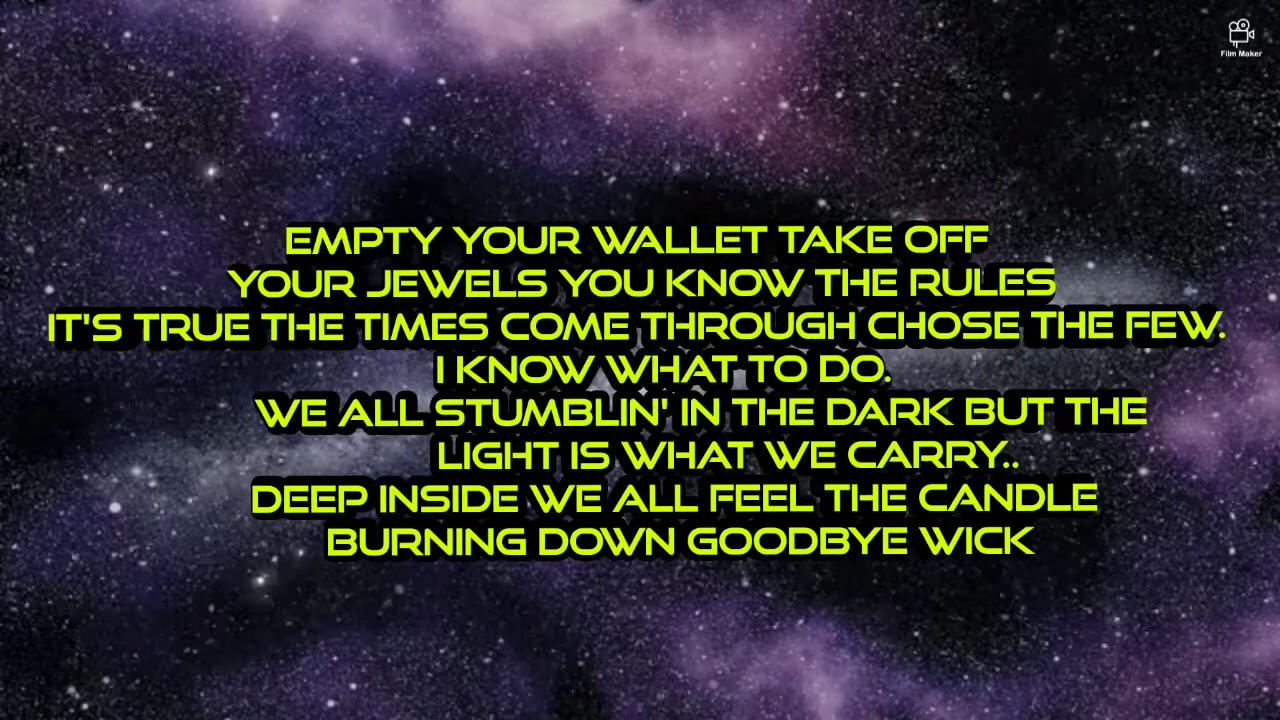 Film Maker
EMPTY YOUR WALLET TAKE OFF
YOUR JEWELS YOU KNOW THE RULES
IT'S TRUE THE TIMES COME THROUGH CHOSE THE FEW.
I KNOW WHAT TO DO.
WE ALL STUMBLIN' IN THE DARK BUT THE
LIGHT IS WHAT WE CARRY..
DEEP INSIDE WE ALL FEEL THE CANDLE
BURNING DOWN GOODBYE WICK